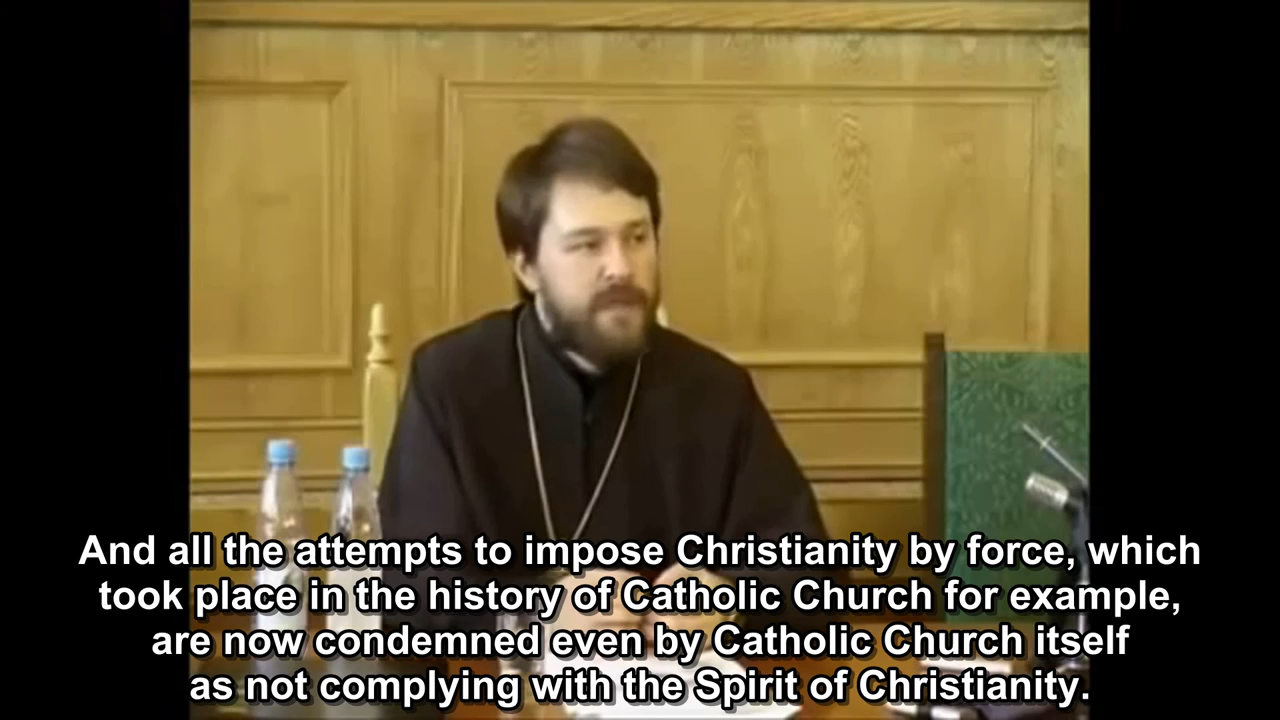 And all the attempts to impose Christianity by force, which
took place in the history of Catholic Church for example,
are now condemned even by Catholic Church itself
as not complying with the Spirit of Christianity.